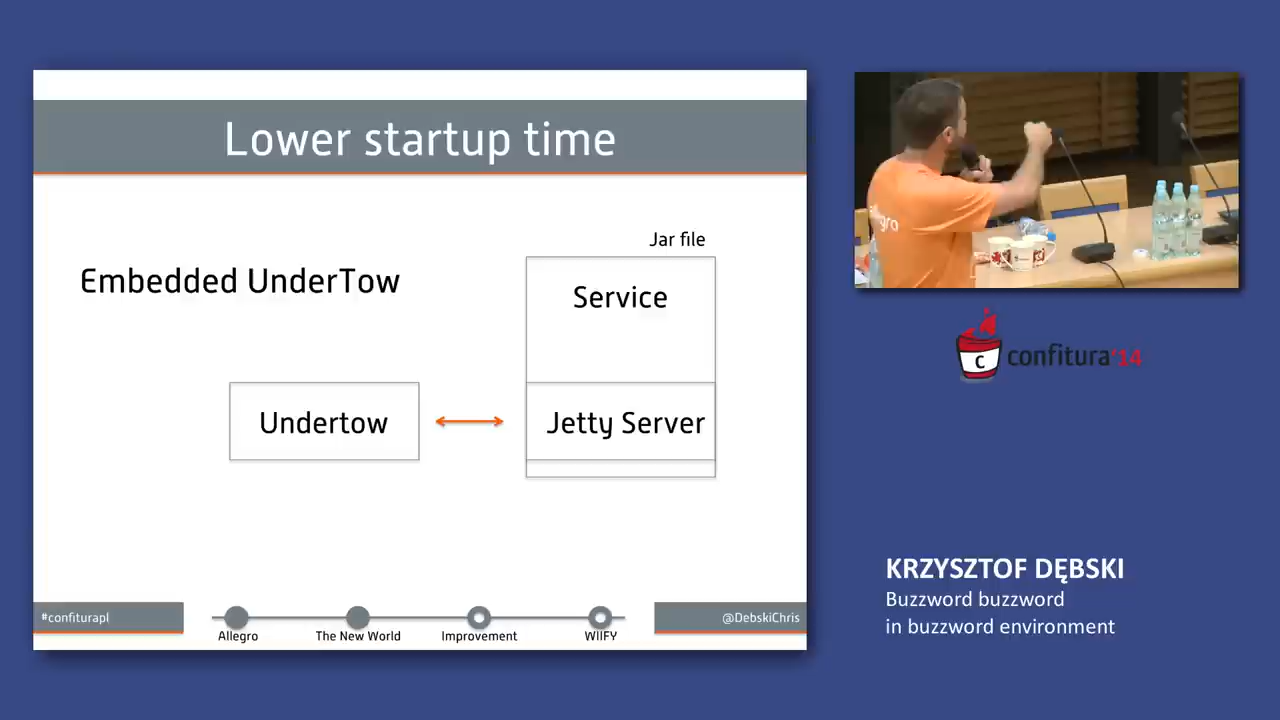 Lower startup time
Jar file
Embedded UnderTow
Service
Undertow
Jetty Server
#confiturapl
Allegro
The New World
Improvement
WIIFY
@DebskiChris
C
confitura'14
KRZYSZTOF DĘBSKI
Buzzword buzzword
in buzzword environment